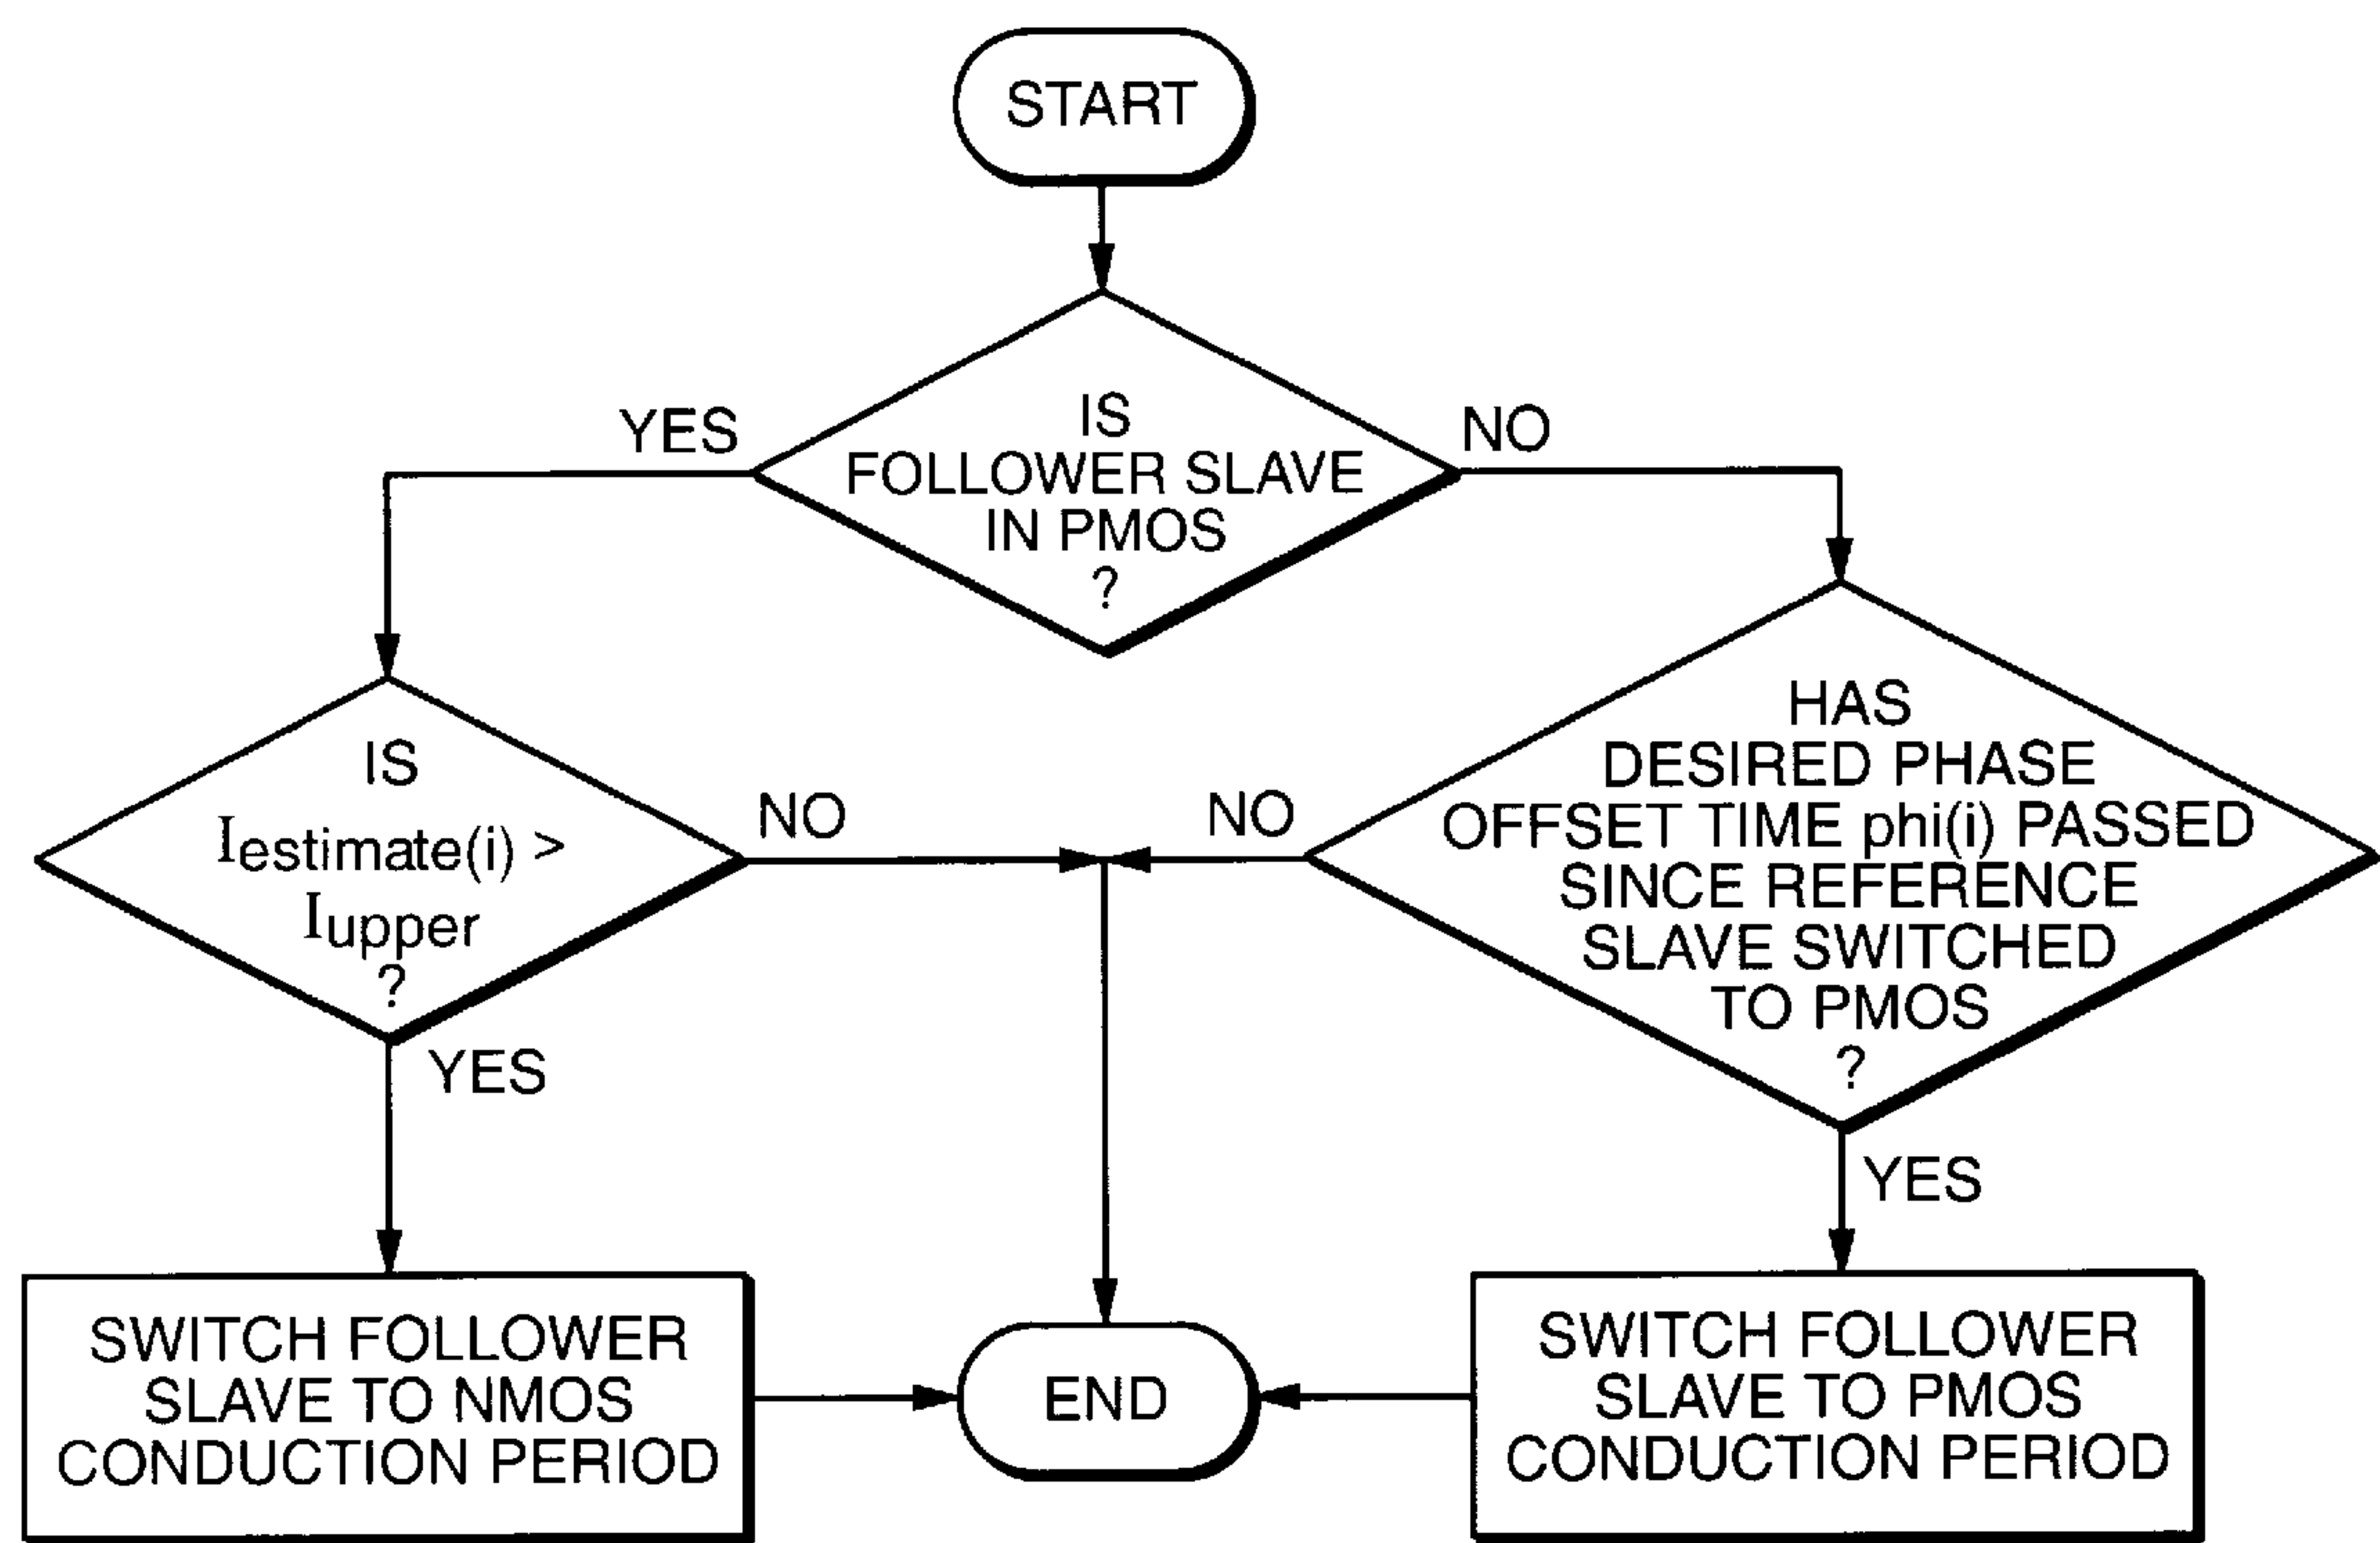 START
IS
FOLLOWER SLAVE
IN PMOS
?
YES
NO
IS
Iestimate(i) >
Iupper
?
NO
YES
HAS
DESIRED PHASE
OFFSET TIME phi(i) PASSED
SINCE REFERENCE
SLAVE SWITCHED
TO PMOS
?
NO
YES
SWITCH FOLLOWER
SLAVE TO NMOS
CONDUCTION PERIOD
END
SWITCH FOLLOWER
SLAVE TO PMOS
CONDUCTION PERIOD